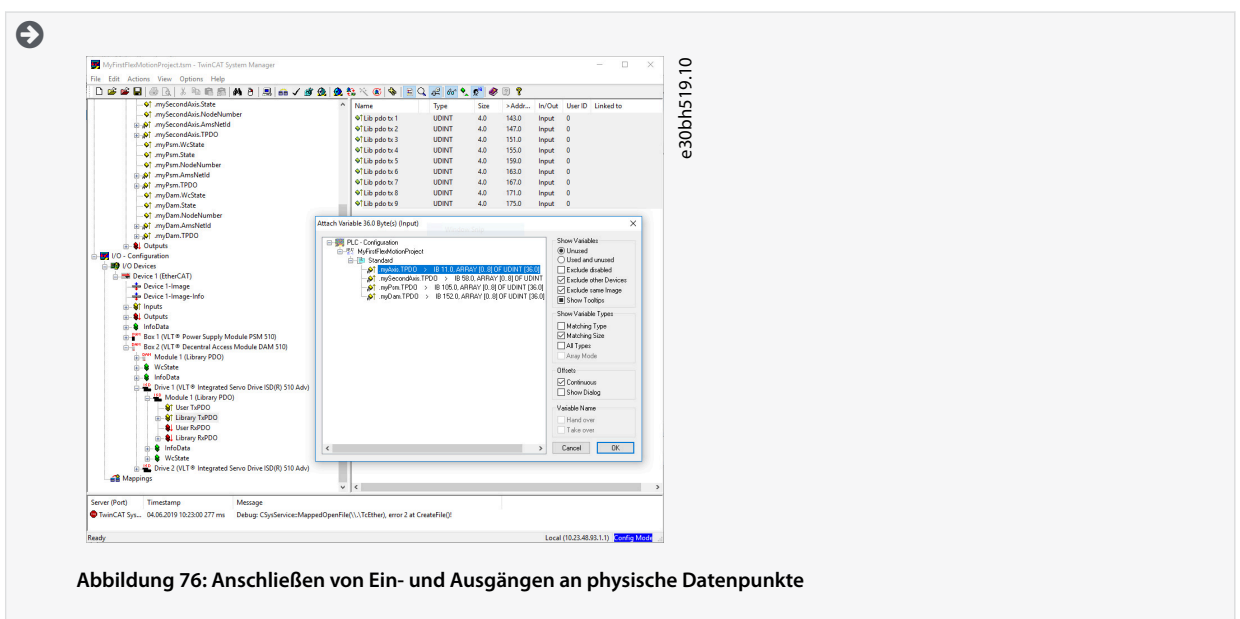 MyFirstFlexMotionProject.tsm - TwinCAT System Manager
File Edit Actions View Options Help
.mySecondAxis.State
.mySecondAxis.NodeNumber
.mySecondAxis.AmsNetId
.mySecondAxis.TPDO
.myPsm.WcState
.myPsm.State
.myPsm.NodeNumber
.myPsm.AmsNetId
.myPsm.TPDO
.myDam.WcState
.myDam.State
.myDam.NodeNumber
.myDam.AmsNetId
.myDam.TPDO
Outputs
I/O - Configuration
I/O Devices
Device 1 (EtherCAT)
Device 1-Image
Device 1-Image-Info
Inputs
Outputs
InfoData
Box 1 (VLT® Power Supply Module PSM 510)
Box 2 (VLT® Decentral Access Module DAM 510)
Module 1 (Library PDO)
WcState
InfoData
Drive 1 (VLT® Integrated Servo Drive ISD(R) 510 Adv)
Module 1 (Library PDO)
User TxPDO
Library TxPDO
User RxPDO
Library RxPDO
InfoData
WcState
Drive 2 (VLT® Integrated Servo Drive ISD(R) 510 Adv)
Mappings
Name Type Size >Addr... In/Out User ID Linked to
Lib pdo tx 1 UDINT 4.0 143.0 Input 0
Lib pdo tx 2 UDINT 4.0 147.0 Input 0
Lib pdo tx 3 UDINT 4.0 151.0 Input 0
Lib pdo tx 4 UDINT 4.0 155.0 Input 0
Lib pdo tx 5 UDINT 4.0 159.0 Input 0
Lib pdo tx 6 UDINT 4.0 163.0 Input 0
Lib pdo tx 7 UDINT 4.0 167.0 Input 0
Lib pdo tx 8 UDINT 4.0 171.0 Input 0
Lib pdo tx 9 UDINT 4.0 175.0 Input 0
Attach Variable 36.0 Byte(s) (Input)
PLC - Configuration
MyFirstFlexMotionProject
Standard
.myAxis.TPDO > IB 11.0, ARRAY [0..8] OF UDINT [36.0]
.mySecondAxis.TPDO > IB 58.0, ARRAY [0..8] OF UDINT
.myPsm.TPDO > IB 105.0, ARRAY [0..8] OF UDINT [36.0]
.myDam.TPDO > IB 152.0, ARRAY [0..8] OF UDINT [36.0]
Show Variables
Unused
Used and unused
Exclude disabled
Exclude other Devices
Exclude same Image
Show Tooltips
Show Variable Types
Matching Type
Matching Size
All Types
Array Mode
Offsets
Continuous
Show Dialog
Variable Name
Hand over
Take over
Cancel OK
Server (Port) Timestamp Message
TwinCAT Sys... 04.06.2019 10:23:00 277 ms Debug: CSysService::MappedOpenFile(\\.\TcEther), error 2 at CreateFile()!
Ready Local (10.23.48.93.1.1) Config Mode
e30bh519.10
Abbildung 76: Anschließen von Ein- und Ausgängen an physische Datenpunkte